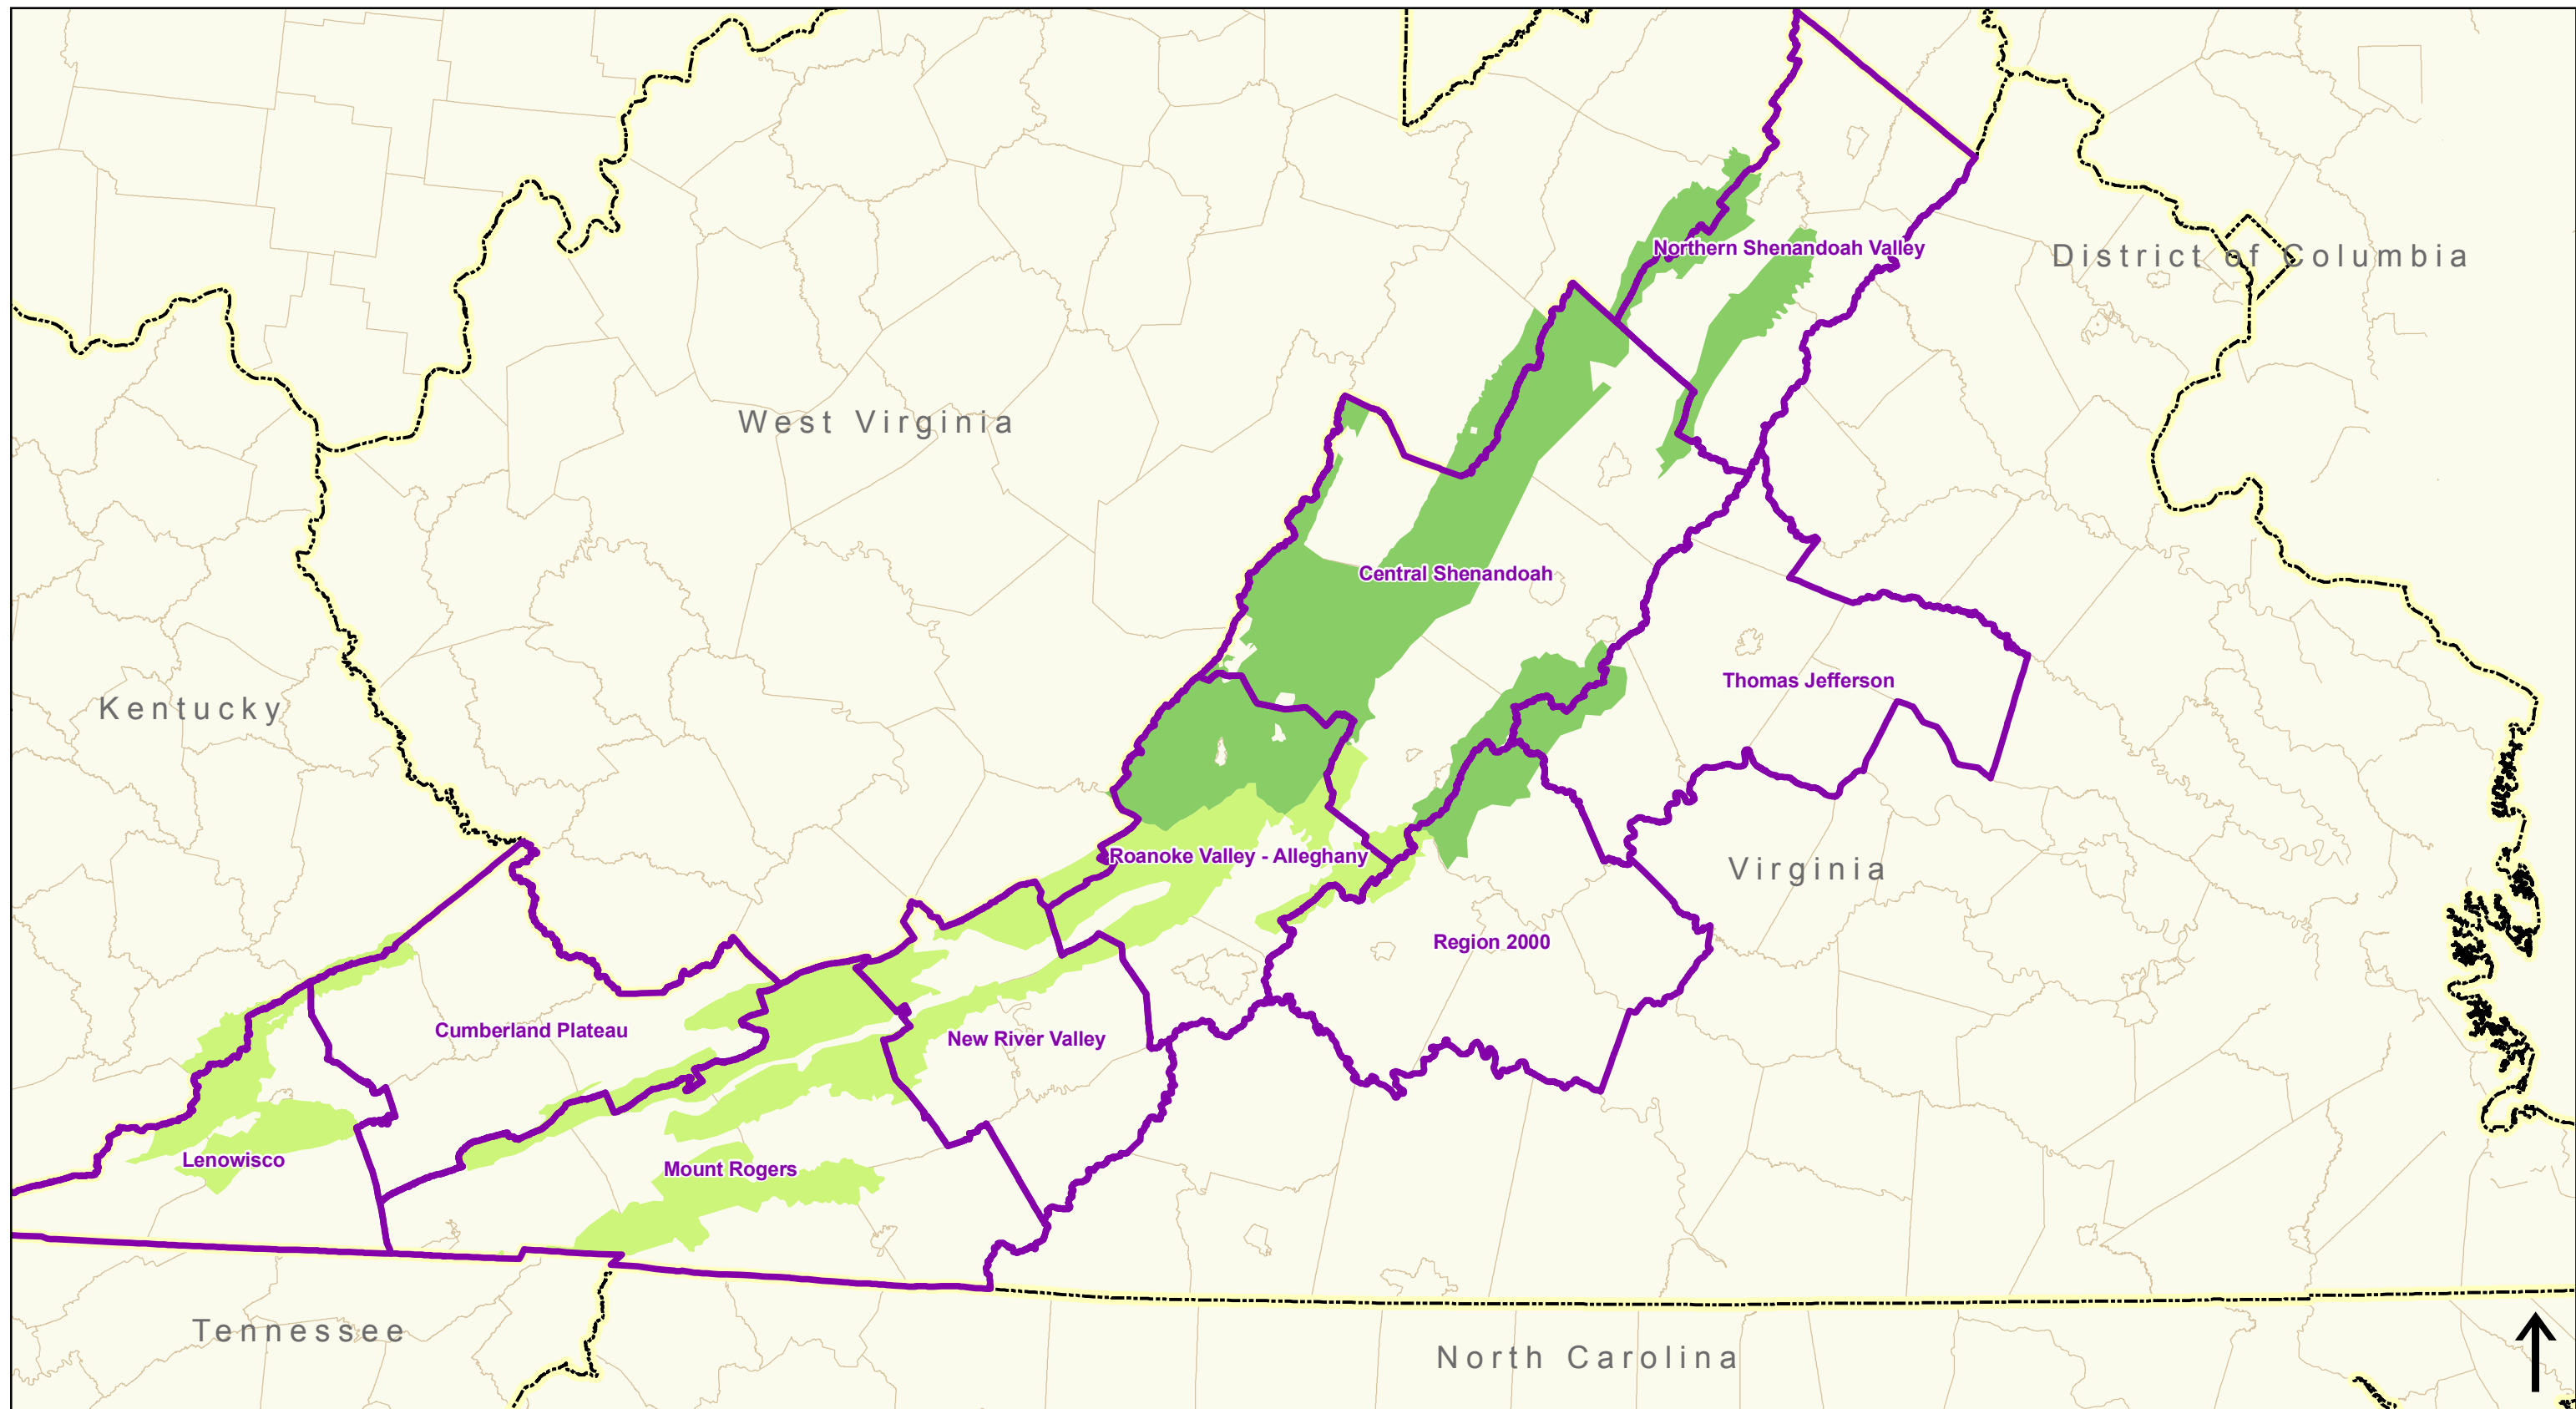 Northern Shenandoah Valley
District of Columbia
West Virginia
Central Shenandoah
Thomas Jefferson
Kentucky
Roanoke Valley - Alleghany
Virginia
Region 2000
Cumberland Plateau
New River Valley
Lenowisco
Mount Rogers
Tennessee
North Carolina